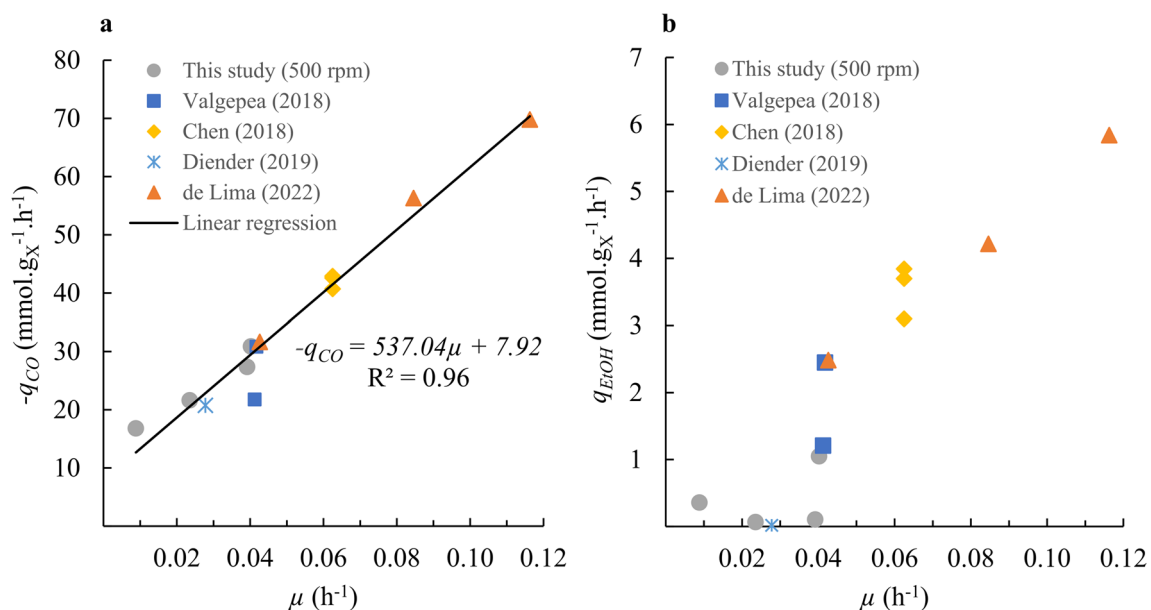 a
80
70
60
50
40
30
20
10
-qCO (mmol.gX-1.h-1)
This study (500 rpm)
Valgepea (2018)
Chen (2018)
Diender (2019)
de Lima (2022)
Linear regression
-qCO = 537.04μ + 7.92
R² = 0.96
0.02 0.04 0.06 0.08 0.10 0.12
μ (h-1)
b
7
6
5
4
3
2
1
qEtOH (mmol.gX-1.h-1)
This study (500 rpm)
Valgepea (2018)
Chen (2018)
Diender (2019)
de Lima (2022)
0.02 0.04 0.06 0.08 0.10 0.12
μ (h-1)